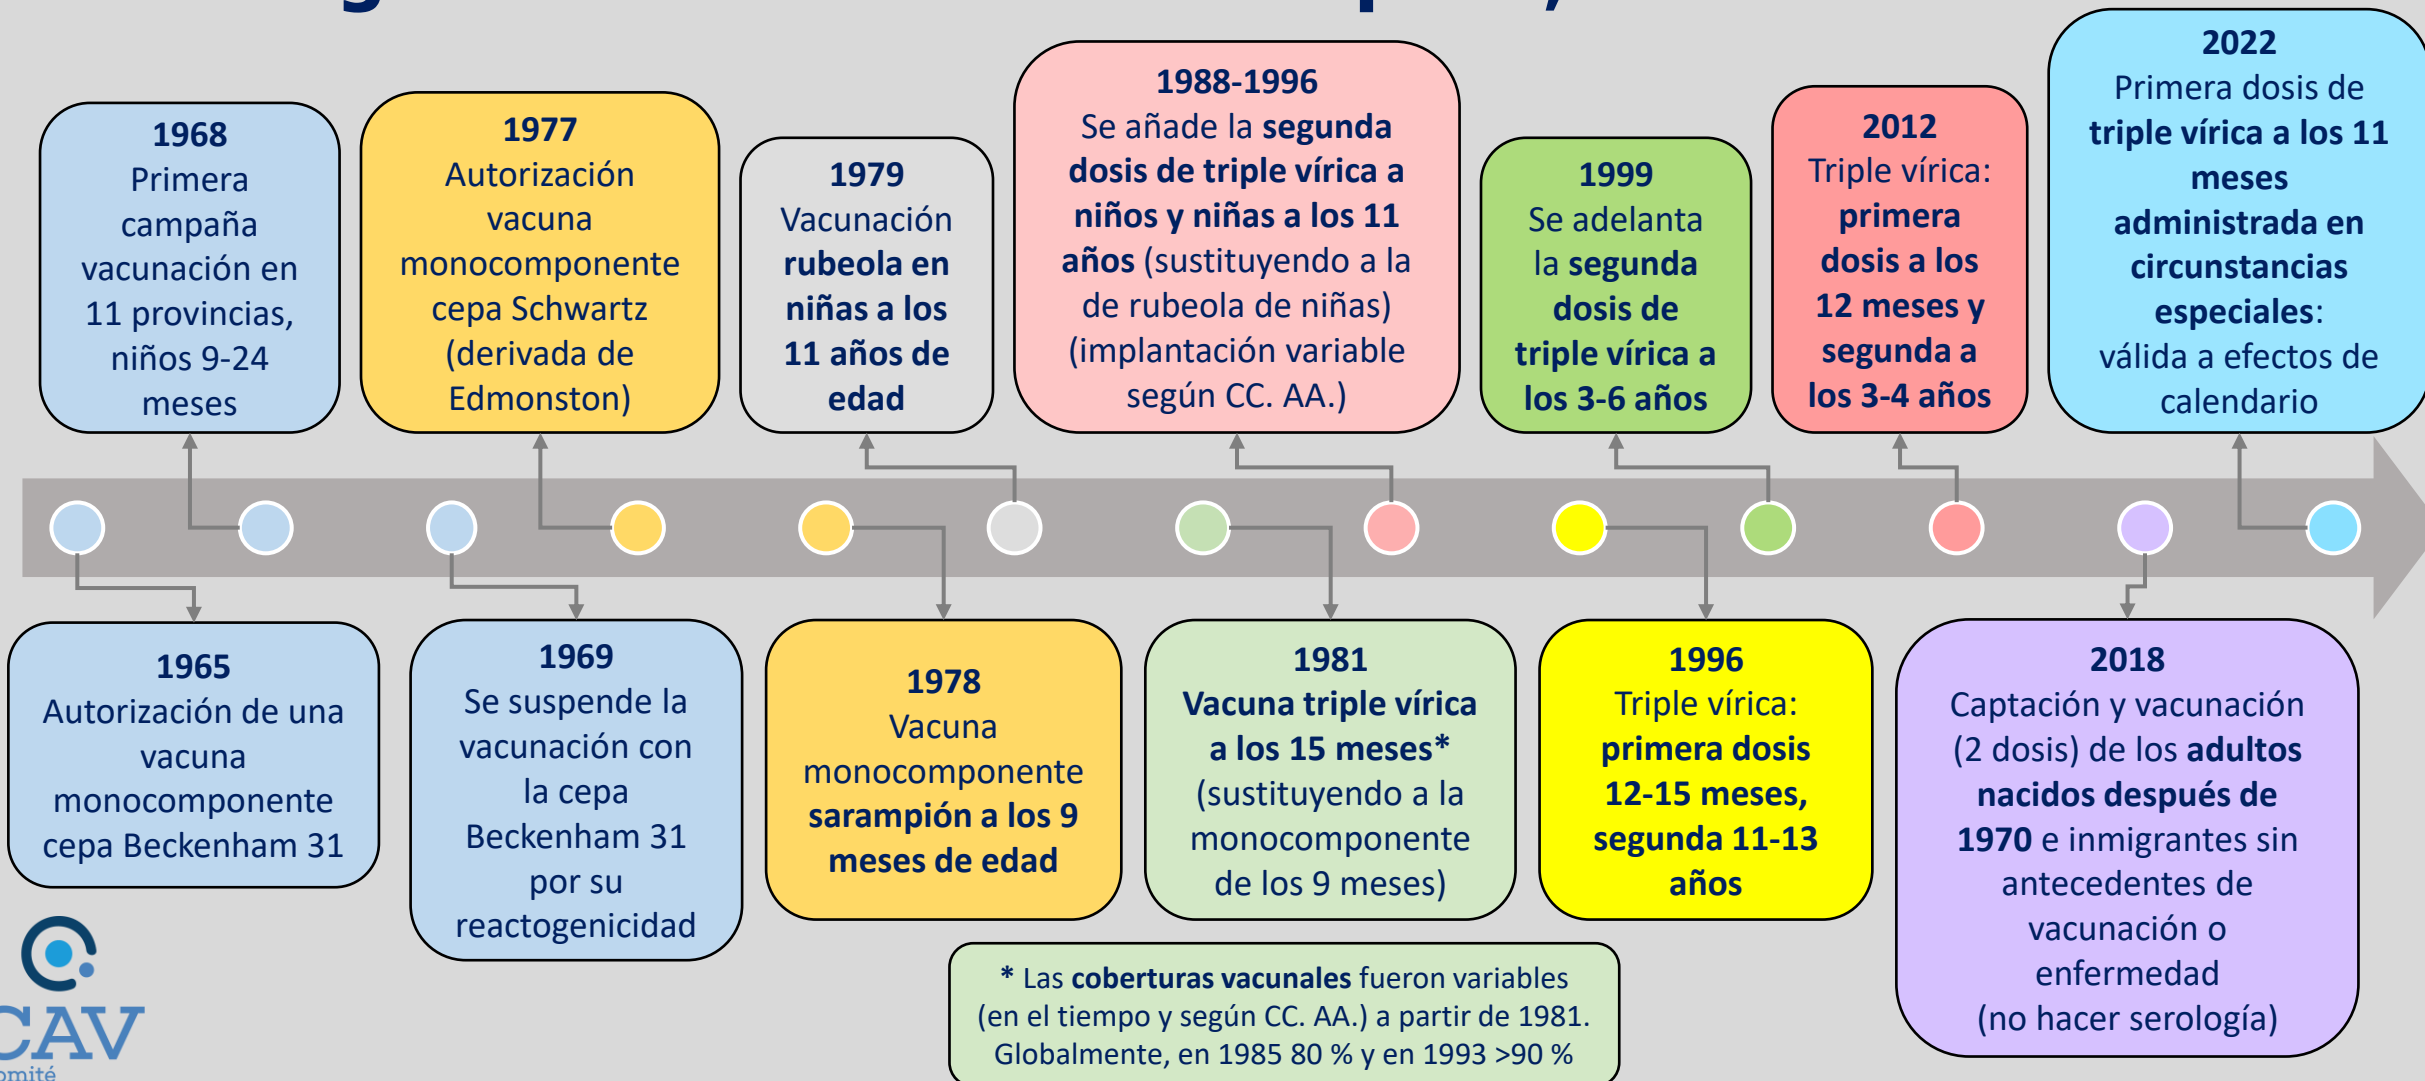 1968
Primera
campaña
vacunación en
11 provincias,
niños 9-24
meses
1977
Autorización
vacuna
monocomponente
cepa Schwartz
(derivada de
Edmonston)
1979
Vacunación
rubeola en
niñas a los
11 años de
edad
1988-1996
Se añade la segunda
dosis de triple vírica a
niños y niñas a los 11
años (sustituyendo a la
de rubeola de niñas)
(implantación variable
según CC. AA.)
1999
Se adelanta
la segunda
dosis de
triple vírica a
los 3-6 años
2012
Triple vírica:
primera
dosis a los
12 meses y
segunda a
los 3-4 años
2022
Primera dosis de
triple vírica a los 11
meses
administrada en
circunstancias
especiales:
válida a efectos de
calendario
1965
Autorización de una
vacuna
monocomponente
cepa Beckenham 31
1969
Se suspende la
vacunación con
la cepa
Beckenham 31
por su
reactogenicidad
1978
Vacuna
monocomponente
sarampión a los 9
meses de edad
1981
Vacuna triple vírica
a los 15 meses*
(sustituyendo a la
monocomponente
de los 9 meses)
1996
Triple vírica:
primera dosis
12-15 meses,
segunda 11-13
años
2018
Captación y vacunación
(2 dosis) de los adultos
nacidos después de
1970 e inmigrantes sin
antecedentes de
vacunación o
enfermedad
(no hacer serología)
* Las coberturas vacunales fueron variables
(en el tiempo y según CC. AA.) a partir de 1981.
Globalmente, en 1985 80 % y en 1993 >90 %
CAV
omité